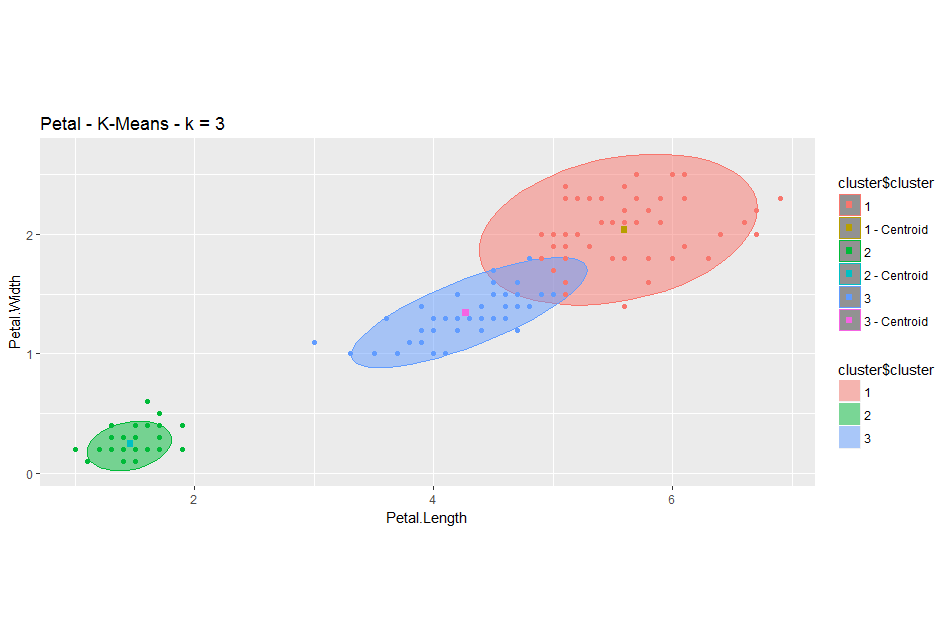 Petal - K-Means - k = 3
Petal.Width
2
1
0
2
4
6
Petal.Length
cluster$cluster
1
1 - Centroid
2
2 - Centroid
3
3 - Centroid
cluster$cluster
1
2
3